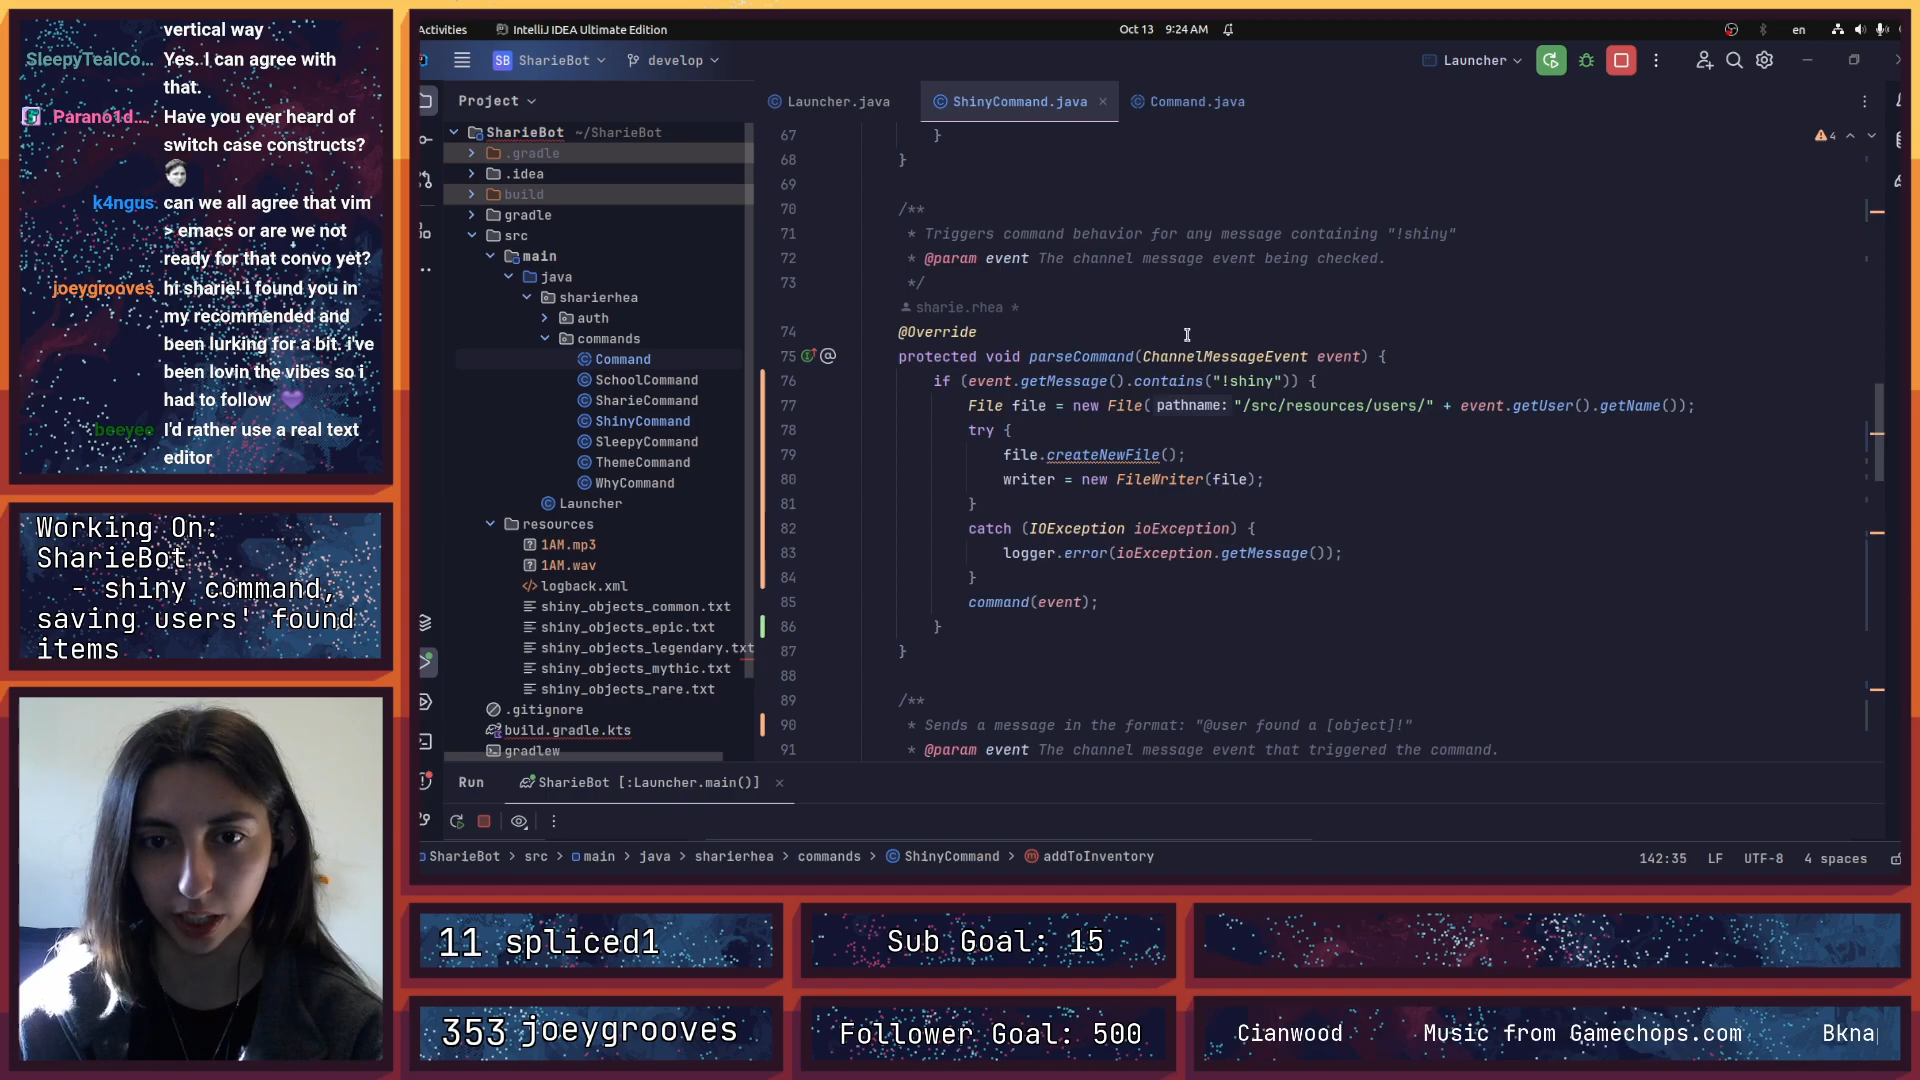 vertical way
SleepyTealCo... Yes. I can agree with
that.
Parano1d... Have you ever heard of
switch case constructs?
k4ngus can we all agree that vim
> emacs or are we not
ready for that convo yet?
joeygrooves hi sharie! i found you in
my recommended and
been lurking for a bit. i've
been lovin the vibes so i
had to follow
beeyee I'd rather use a real text
editor
Working On:
SharieBot
- shiny command,
saving users' found
items
Activities
IntelliJ IDEA Ultimate Edition
Oct 13 9:24 AM
en
SB SharieBot
develop
Launcher
Project
Launcher.java
ShinyCommand.java
Command.java
SharieBot ~/SharieBot
.gradle
.idea
build
gradle
src
main
java
sharierhea
auth
commands
Command
SchoolCommand
SharieCommand
ShinyCommand
SleepyCommand
ThemeCommand
WhyCommand
Launcher
resources
1AM.mp3
1AM.wav
logback.xml
shiny_objects_common.txt
shiny_objects_epic.txt
shiny_objects_legendary.txt
shiny_objects_mythic.txt
shiny_objects_rare.txt
.gitignore
build.gradle.kts
gradlew
4
67 }
68 }
69
70 /**
71 * Triggers command behavior for any message containing "!shiny"
72 * @param event The channel message event being checked.
73 */
sharie.rhea *
74 @Override
75 protected void parseCommand(ChannelMessageEvent event) {
76 if (event.getMessage().contains("!shiny")) {
77 File file = new File( pathname: "/src/resources/users/" + event.getUser().getName());
78 try {
79 file.createNewFile();
80 writer = new FileWriter(file);
81 }
82 catch (IOException ioException) {
83 logger.error(ioException.getMessage());
84 }
85 command(event);
86 }
87 }
88
89 /**
90 * Sends a message in the format: "@user found a [object]!"
91 * @param event The channel message event that triggered the command.
Run
SharieBot [:Launcher.main()]
SharieBot > src > main > java > sharierhea > commands > ShinyCommand > addToInventory
142:35 LF UTF-8 4 spaces
11 spliced1
Sub Goal: 15
353 joeygrooves
Follower Goal: 500
Cianwood Music from Gamechops.com Bkna